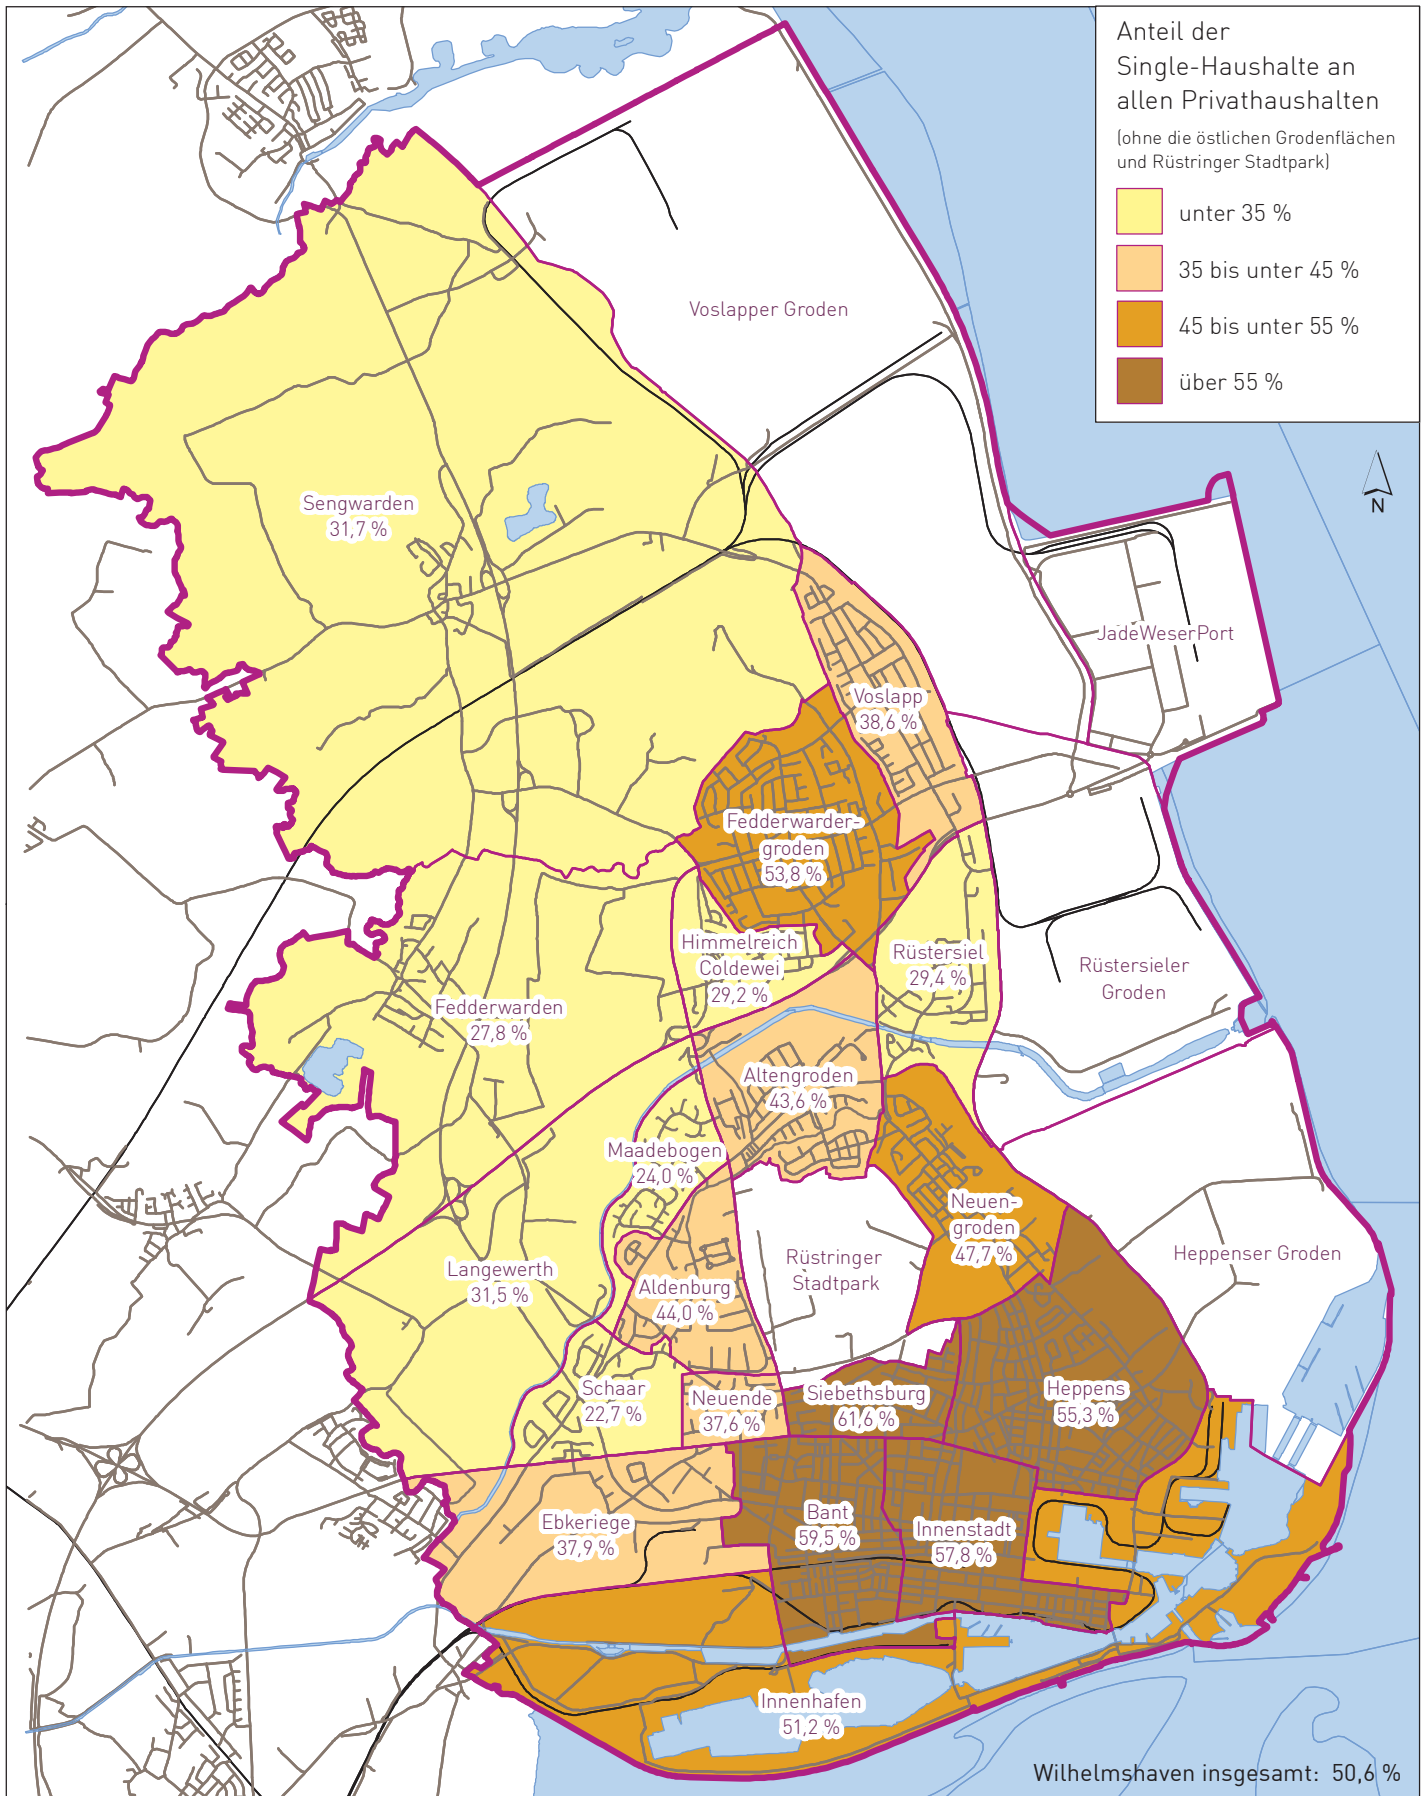 Anteil der
Single-Haushalte an
allen Privathaushalten
(ohne die östlichen Grodenflächen
und Rüstringer Stadtpark)
unter 35 %
35 bis unter 45 %
45 bis unter 55 %
über 55 %
N
Voslapper Groden
Sengwarden
31,7 %
JadeWeserPort
Voslapp
38,6 %
Fedderwarder-
groden
53,8 %
Himmelreich
Coldewei
29,2 %
Rüstersiel
29,4 %
Rüstersieler
Groden
Fedderwarden
27,8 %
Altengroden
43,6 %
Maadebogen
24,0 %
Neuen-
groden
47,7 %
Rüstringer
Stadtpark
Heppenser Groden
Langewerth
31,5 %
Aldenburg
44,0 %
Schaar
22,7 %
Neuende
37,6 %
Siebethsburg
61,6 %
Heppens
55,3 %
Ebkeriege
37,9 %
Bant
59,5 %
Innenstadt
57,8 %
Innenhafen
51,2 %
Wilhelmshaven insgesamt: 50,6 %